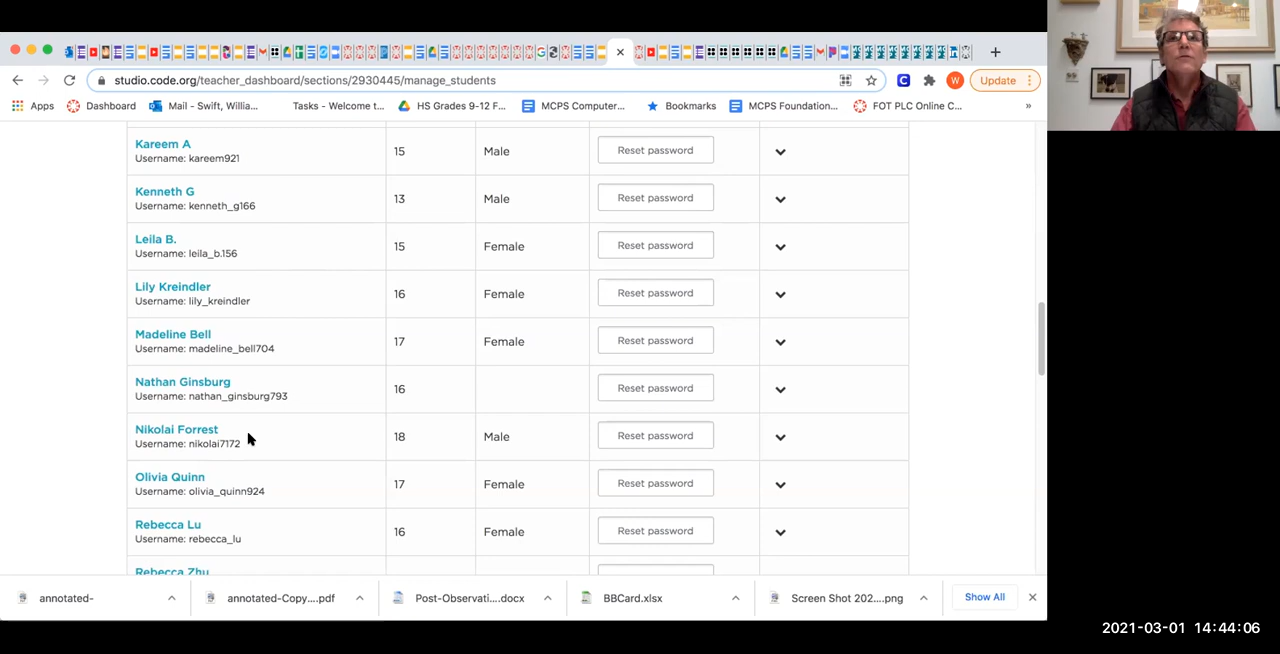 studio.code.org/teacher_dashboard/sections/2930445/manage_students
Update
Apps
Dashboard
Mail - Swift, Willia...
Tasks - Welcome t...
HS Grades 9-12 F...
MCPS Computer...
Bookmarks
MCPS Foundation...
FOT PLC Online C...
»
Kareem A
Username: kareem921
15
Male
Reset password
Kenneth G
Username: kenneth_g166
13
Male
Reset password
Leila B.
Username: leila_b.156
15
Female
Reset password
Lily Kreindler
Username: lily_kreindler
16
Female
Reset password
Madeline Bell
Username: madeline_bell704
17
Female
Reset password
Nathan Ginsburg
Username: nathan_ginsburg793
16
Reset password
Nikolai Forrest
Username: nikolai7172
18
Male
Reset password
Olivia Quinn
Username: olivia_quinn924
17
Female
Reset password
Rebecca Lu
Username: rebecca_lu
16
Female
Reset password
Rebecca Zhu
annotated-
annotated-Copy....pdf
Post-Observati....docx
BBCard.xlsx
Screen Shot 202....png
Show All
2021-03-01 14:44:06